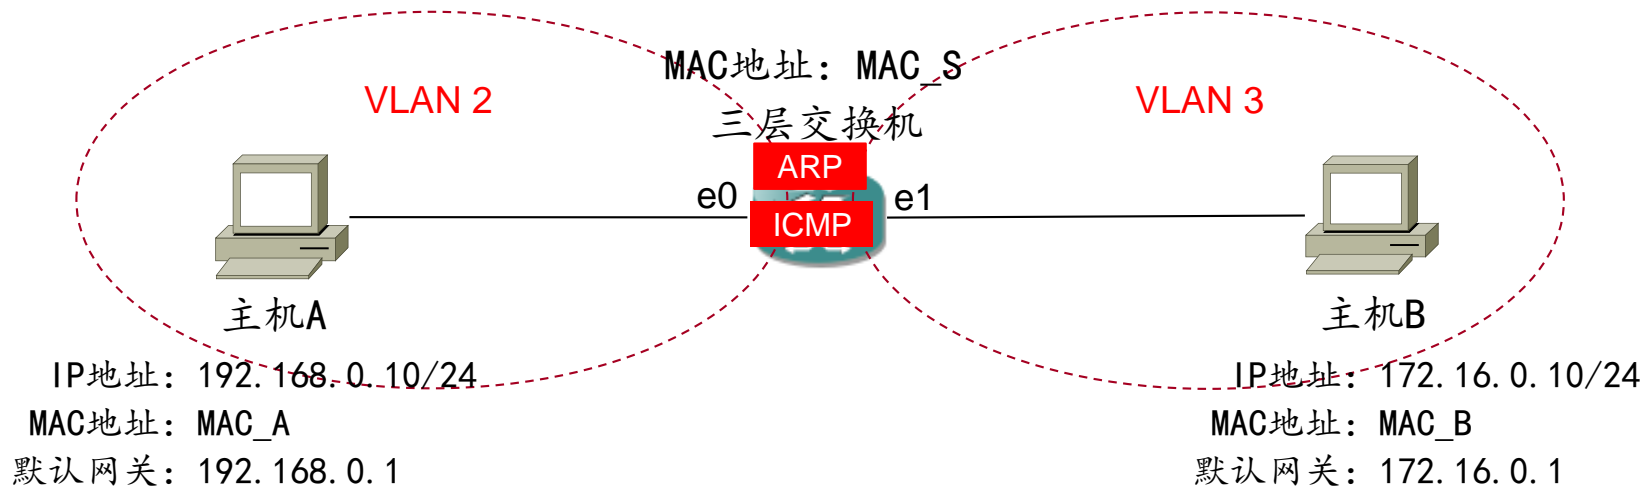 MAC地址：MAC_S
VLAN 2
VLAN 3
三层交换机
ARP
e0
e1
ICMP
主机A
主机B
IP地址：192.168.0.10/24
MAC地址：MAC_A
默认网关：192.168.0.1
IP地址：172.16.0.10/24
MAC地址：MAC_B
默认网关：172.16.0.1